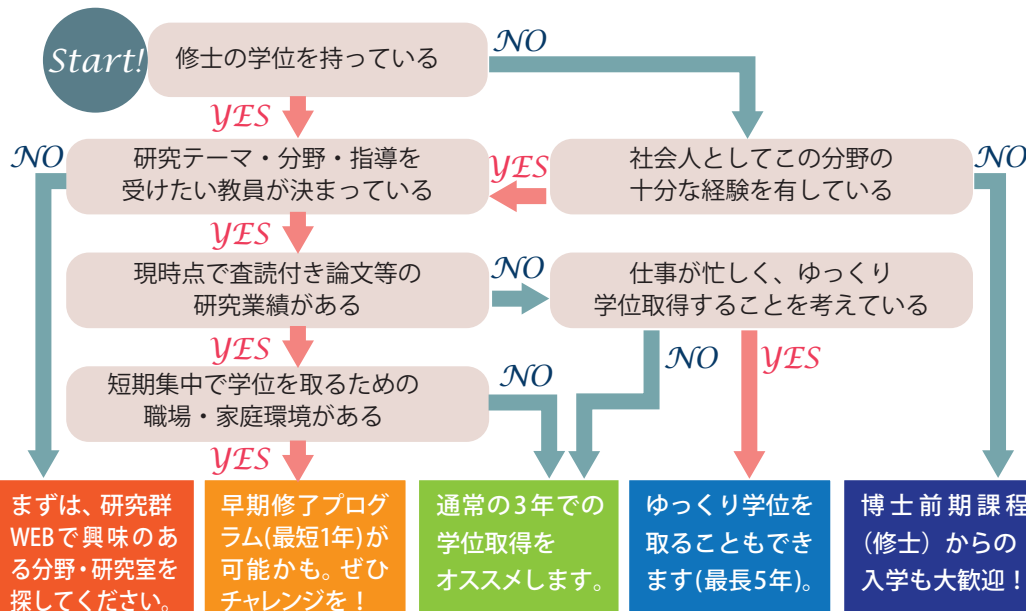 Start!
修士の学位を持っている
NO
YES
NO
研究テーマ・分野・指導を
受けたい教員が決まっている
YES
社会人としてこの分野の
十分な経験を有している
NO
YES
現時点で査読付き論文等の
研究業績がある
NO
仕事が忙しく、ゆっくり
学位取得することを考えている
YES
短期集中で学位を取るための
職場・家庭環境がある
NO
NO
YES
YES
まずは、研究群
WEBで興味のあ
る分野・研究室を
探してください。
早期修了プログ
ラム(最短1年)が
可能かも。ぜひ
チャレンジを！
通常の3年での
学位取得を
オススメします。
ゆっくり学位を
取ることもでき
ます(最長5年)。
博士前期課程
（修士）からの
入学も大歓迎！